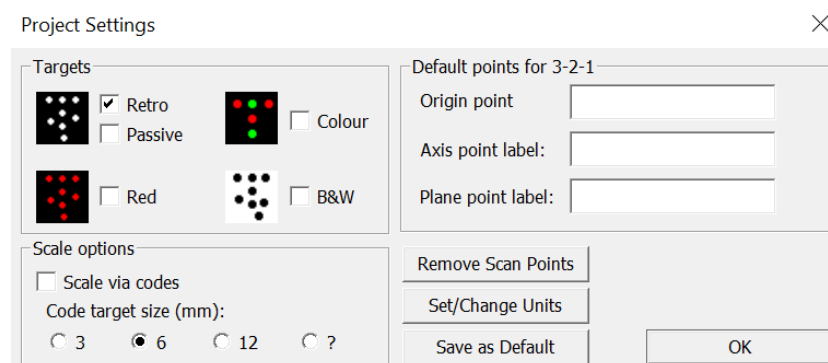 Project Settings
Targets
Retro
Passive
Colour
Red
B&W
Default points for 3-2-1
Origin point
Axis point label:
Plane point label:
Scale options
Scale via codes
Code target size (mm):
3 6 12 ?
Remove Scan Points
Set/Change Units
Save as Default
OK